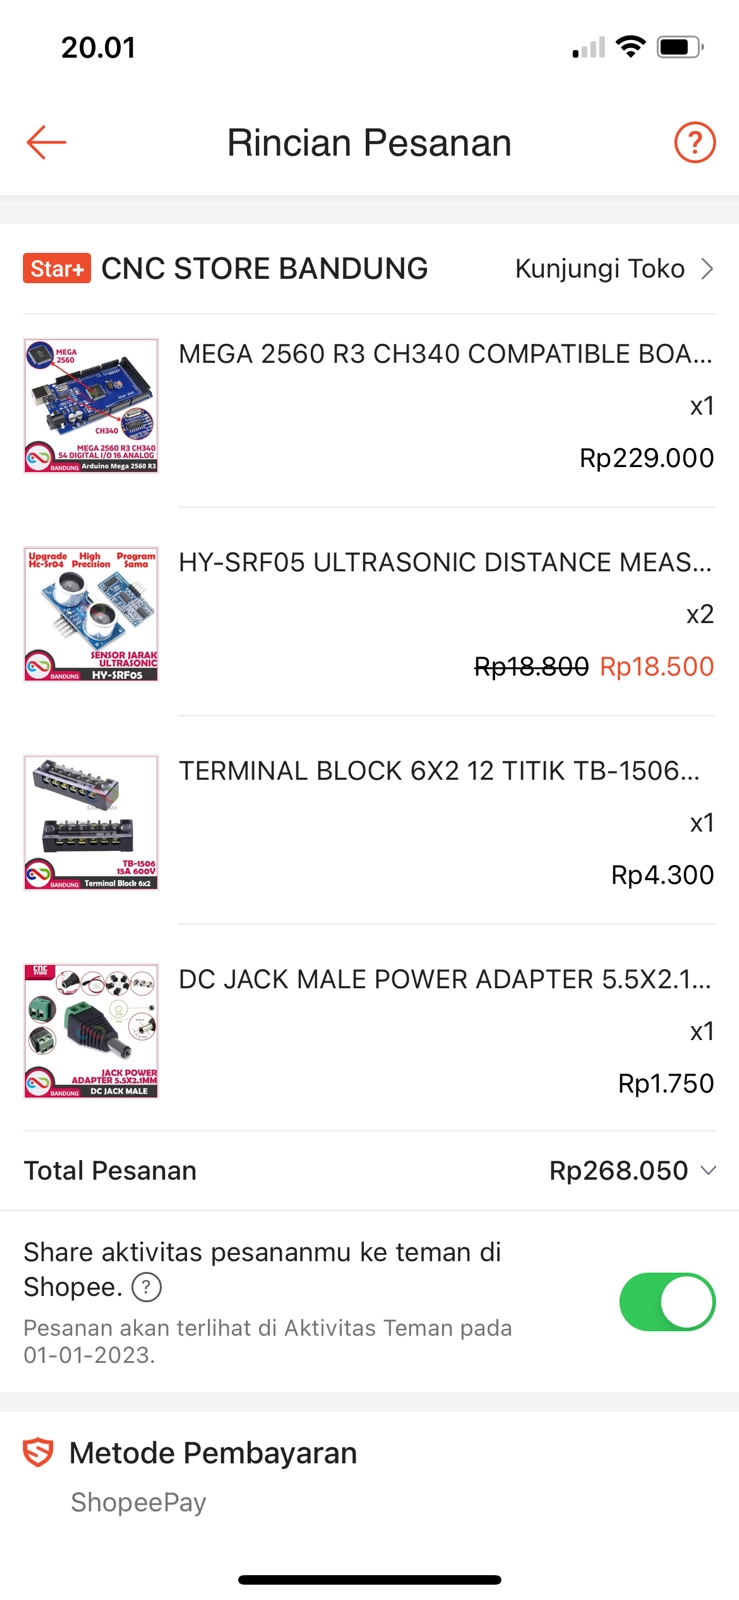 20.01
Rincian Pesanan
?
Star+ CNC STORE BANDUNG Kunjungi Toko
MEGA 2560 R3 CH340 COMPATIBLE BOA...
x1
Rp229.000
MEGA
2560
CH340
MEGA 2560 R3 CH340
54 DIGITAL I/O 16 ANALOG
BANDUNG Arduino Mega 2560 R3
HY-SRF05 ULTRASONIC DISTANCE MEAS...
x2
Rp18.800 Rp18.500
Upgrade High Program
Hc-Sr04 Precision Sama
SENSOR JARAK
ULTRASONIC
BANDUNG HY-SRF05
TERMINAL BLOCK 6X2 12 TITIK TB-1506...
x1
Rp4.300
TB-1506
15A 600V
BANDUNG Terminal Block 6x2
DC JACK MALE POWER ADAPTER 5.5X2.1...
x1
Rp1.750
CNC
STORE
JACK POWER
ADAPTER 5.5X2.1MM
BANDUNG DC JACK MALE
Total Pesanan Rp268.050
Share aktivitas pesananmu ke teman di
Shopee. ?
Pesanan akan terlihat di Aktivitas Teman pada
01-01-2023.
Metode Pembayaran
ShopeePay